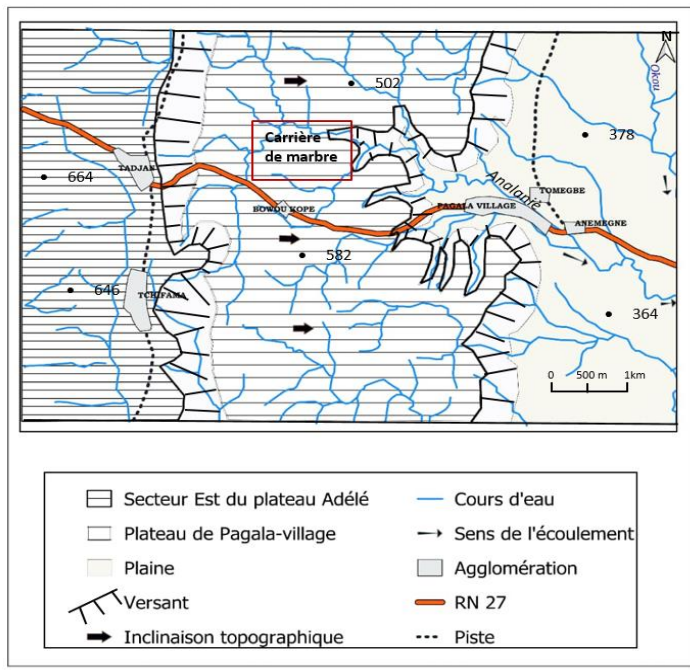 N
Okou
502
378
Carrière
de marbre
TADJAN
664
Analanie
TOMEGBE
BOWOU KOPE
PAGALA VILLAGE
ANEMEGNE
582
646
TCHIFAMA
364
0 500 m 1km
Secteur Est du plateau Adélé
Plateau de Pagala-village
Plaine
Versant
Inclinaison topographique
Cours d'eau
Sens de l'écoulement
Agglomération
RN 27
Piste